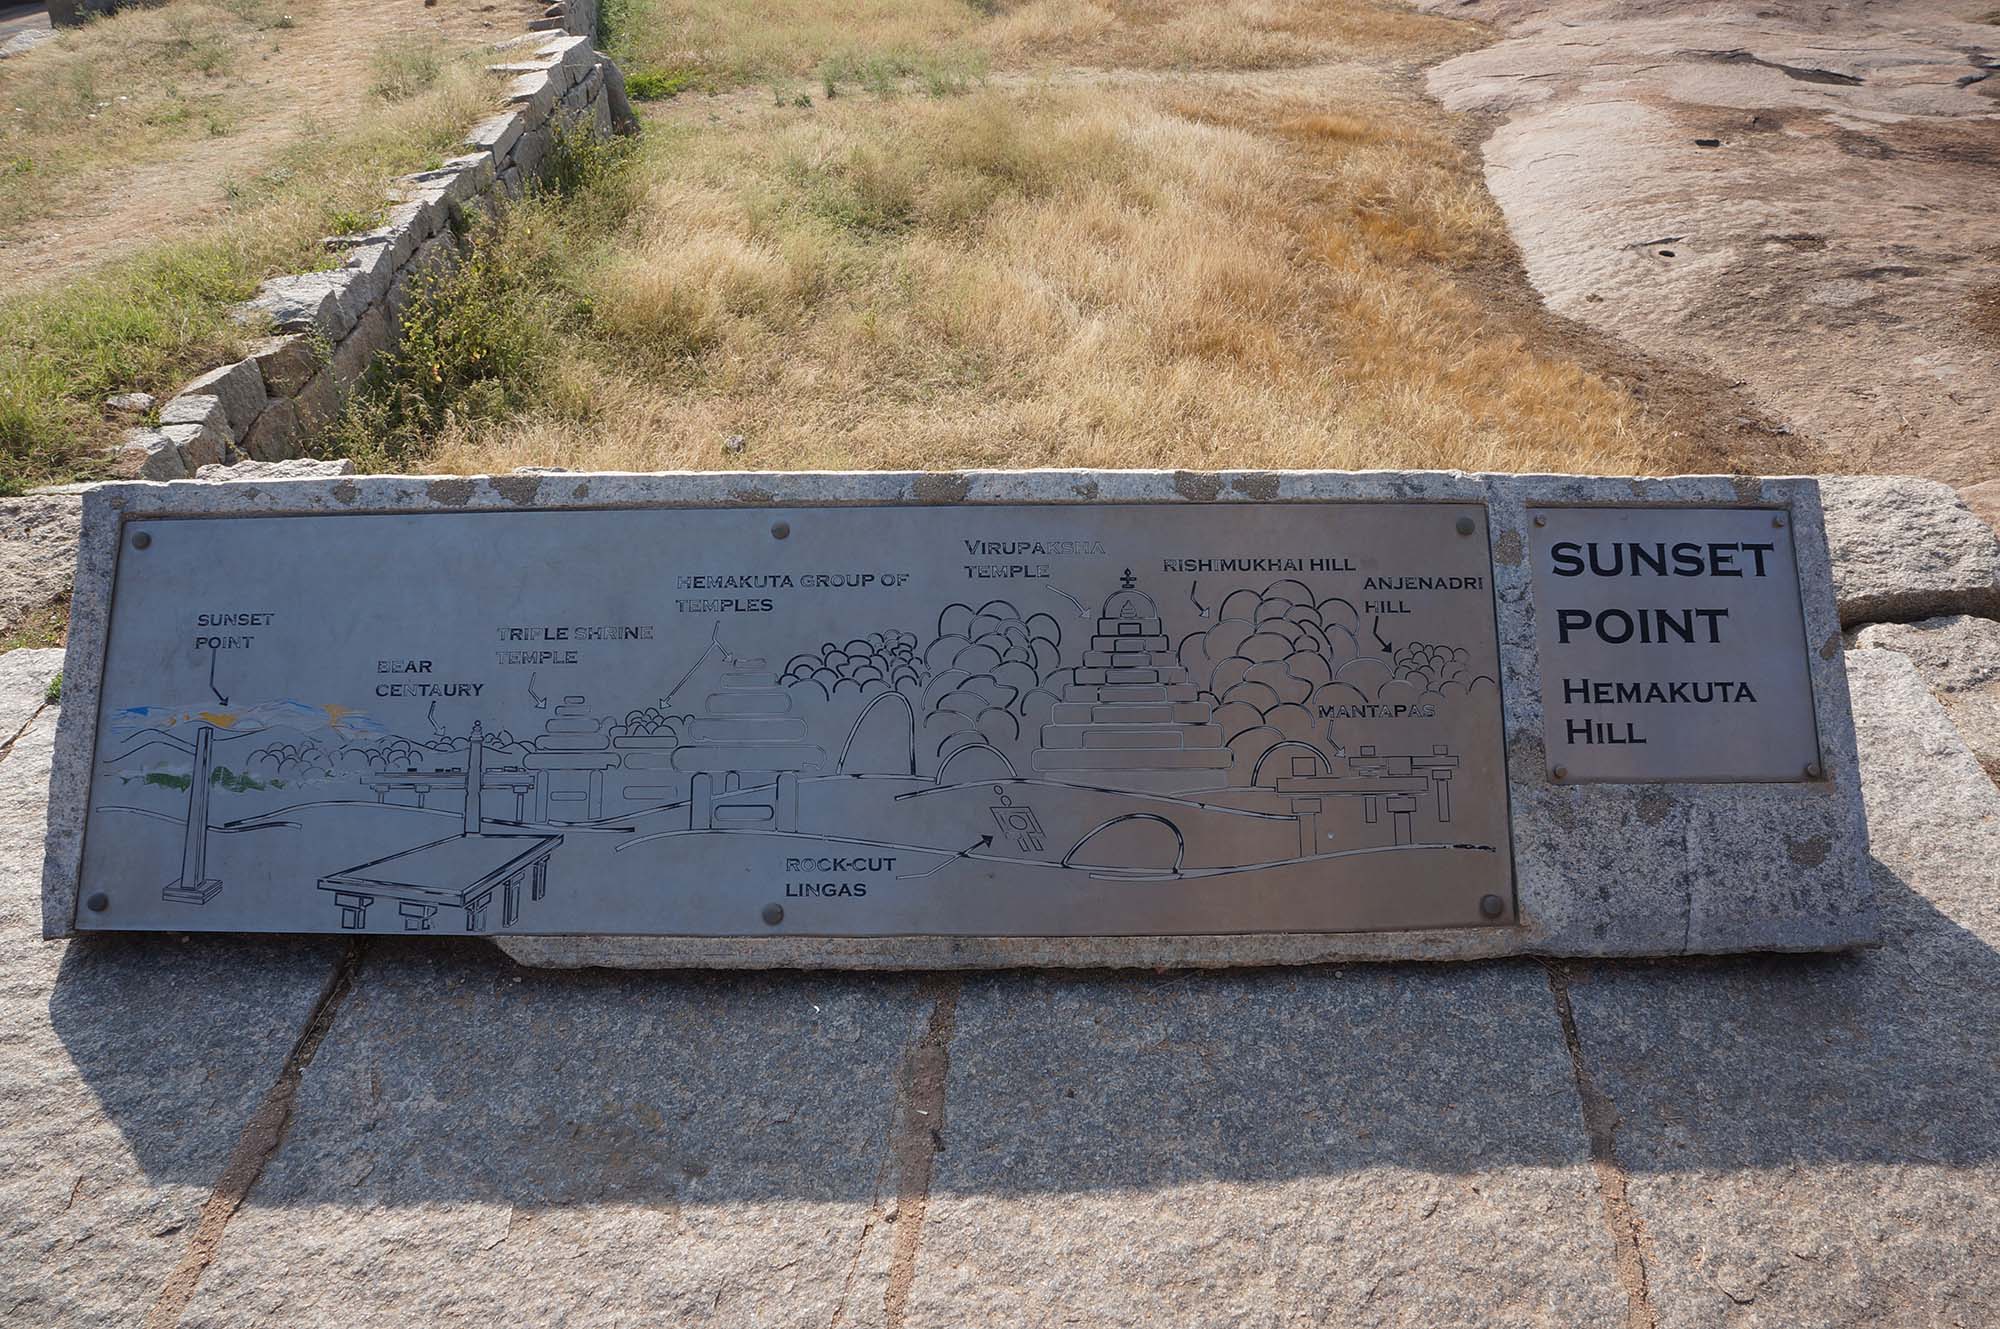 SUNSET
POINT
BEAR
CENTAURY
TRIPLE SHRINE
TEMPLE
HEMAKUTA GROUP OF
TEMPLES
VIRUPAKSHA
TEMPLE
RISHIMUKHAI HILL
ANJENADRI
HILL
MANTAPAS
ROCK-CUT
LINGAS
SUNSET
POINT
HEMAKUTA
HILL